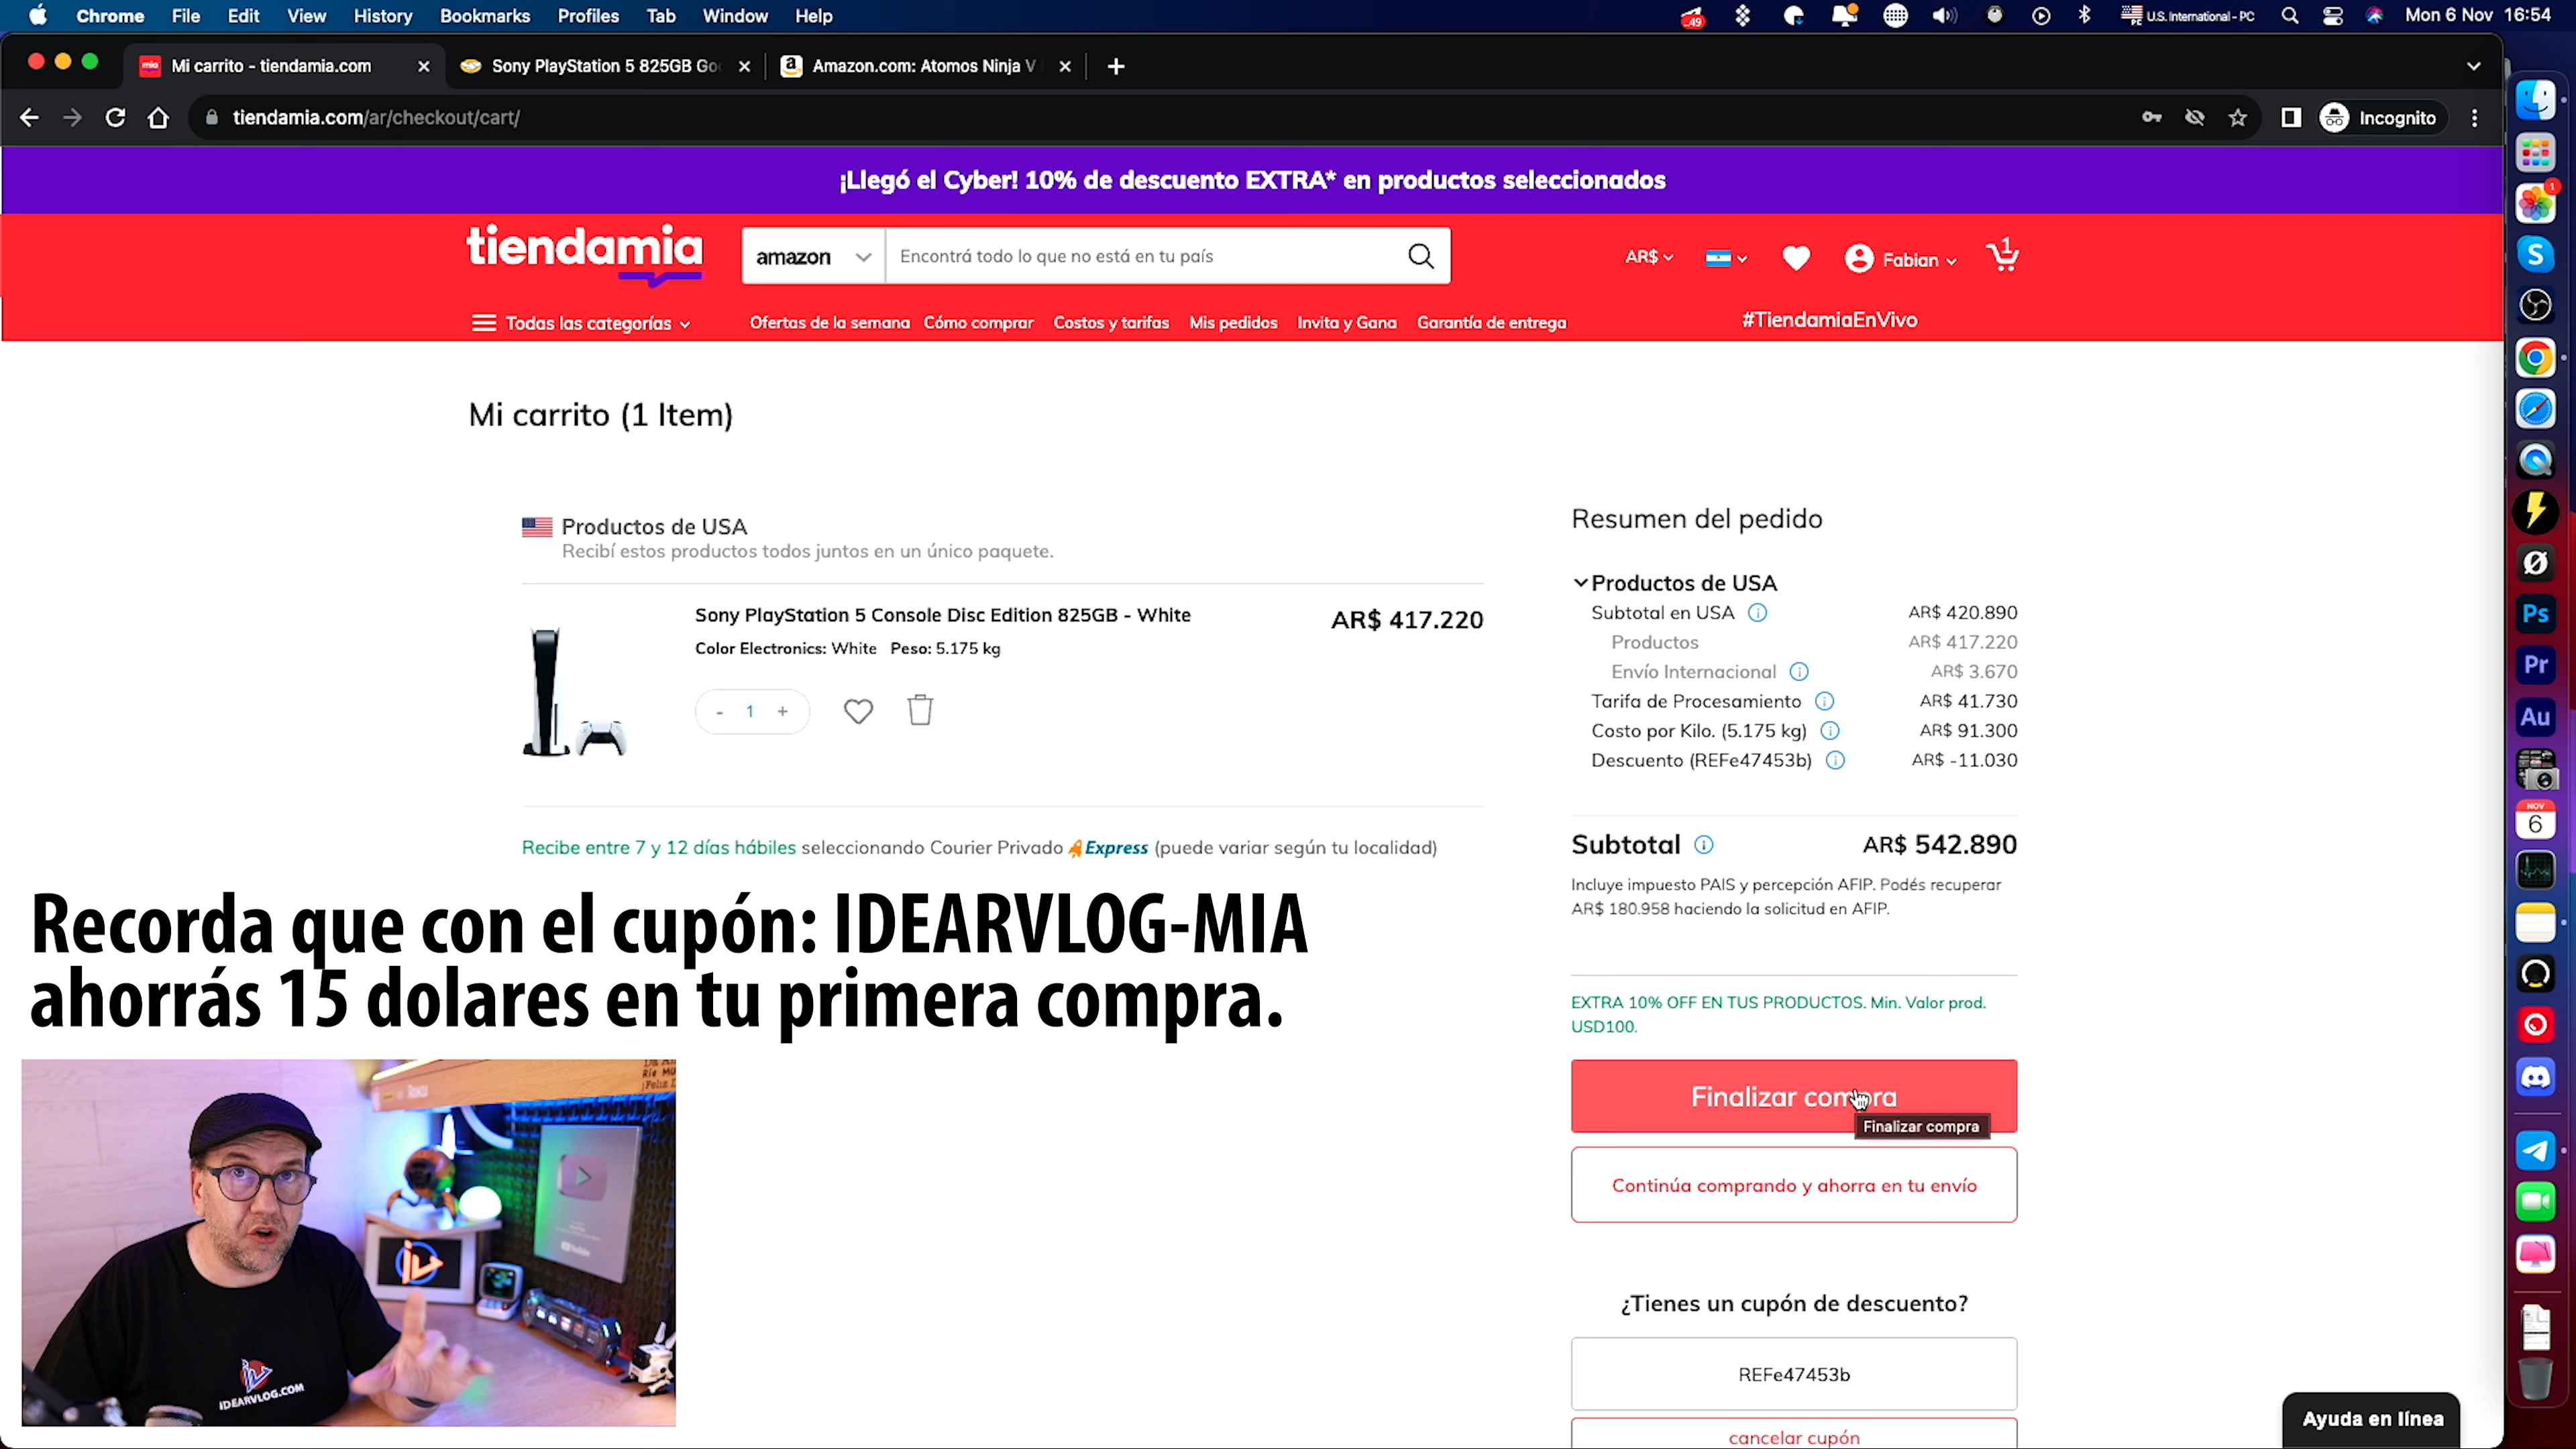 Chrome File Edit View History Bookmarks Profiles Tab Window Help
49
U.S. International - PC
Mon 6 Nov 16:54
mia Mi carrito - tiendamia.com
Sony PlayStation 5 825GB Go
Amazon.com: Atomos Ninja V
tiendamia.com/ar/checkout/cart/
Incognito
¡Llegó el Cyber! 10% de descuento EXTRA* en productos seleccionados
tiendamia
amazon
Encontrá todo lo que no está en tu país
AR$
Fabian
1
Todas las categorías
Ofertas de la semana Cómo comprar Costos y tarifas Mis pedidos Invita y Gana Garantía de entrega
#TiendamiaEnVivo
Mi carrito (1 Item)
Productos de USA
Recibí estos productos todos juntos en un único paquete.
Sony PlayStation 5 Console Disc Edition 825GB - White
AR$ 417.220
Color Electronics: White Peso: 5.175 kg
- 1 +
Recibe entre 7 y 12 días hábiles seleccionando Courier Privado Express (puede variar según tu localidad)
Resumen del pedido
Productos de USA
Subtotal en USA AR$ 420.890
Productos AR$ 417.220
Envío Internacional AR$ 3.670
Tarifa de Procesamiento AR$ 41.730
Costo por Kilo. (5.175 kg) AR$ 91.300
Descuento (REFe47453b) AR$ -11.030
Subtotal AR$ 542.890
Incluye impuesto PAIS y percepción AFIP. Podés recuperar
AR$ 180.958 haciendo la solicitud en AFIP.
EXTRA 10% OFF EN TUS PRODUCTOS. Min. Valor prod.
USD100.
Finalizar compra
Finalizar compra
Continúa comprando y ahorra en tu envío
¿Tienes un cupón de descuento?
REFe47453b
cancelar cupón
Ayuda en línea
Recorda que con el cupón: IDEARVLOG-MIA
ahorrás 15 dolares en tu primera compra.
iv
iv
IDEARVLOG.COM
YouTube
1
S
Ps
Pr
Au
NOV
6